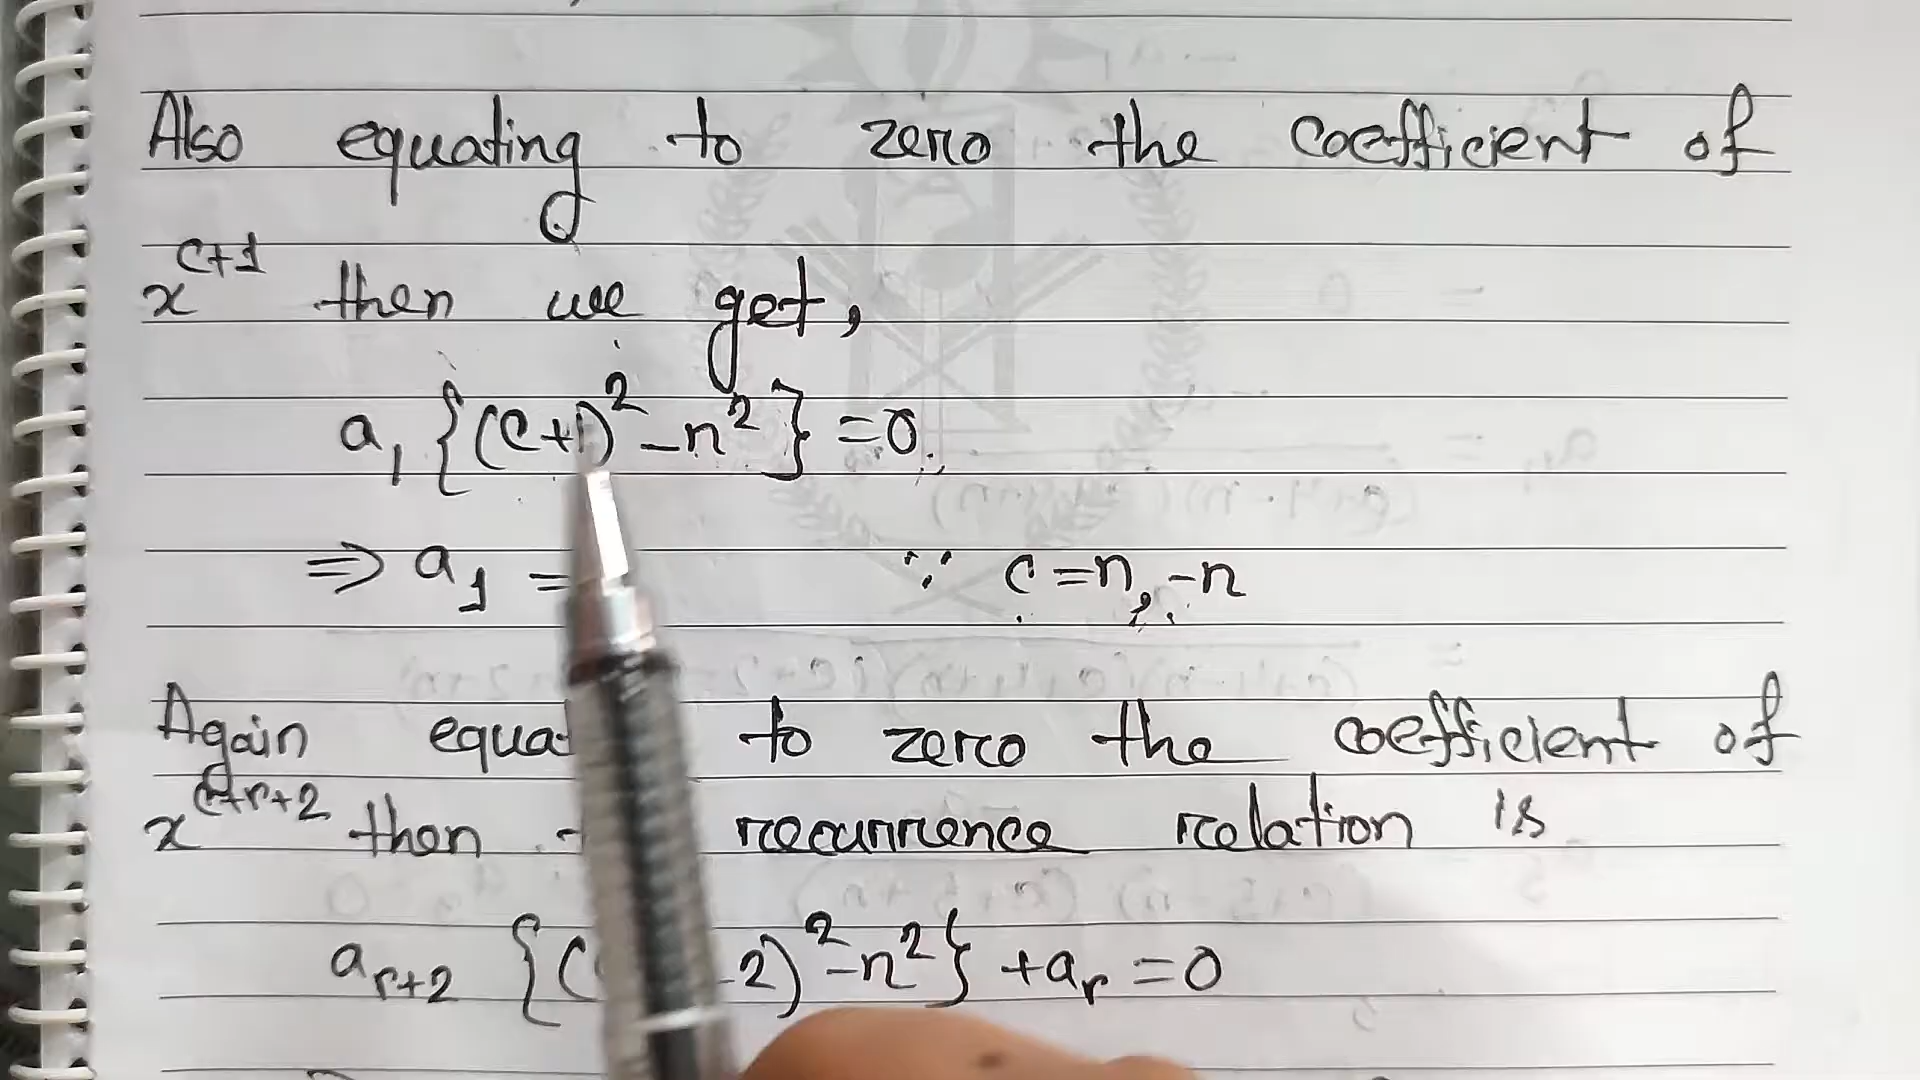 Also equating to zero the coefficient of
x^{c+1} then we get,
a_1 {(c+1)^2 - n^2} = 0
⇒ a_1 = ∵ c = n, -n
Again to zero the coefficient of
x^{c+r+2} then recurrence relation is
a_{r+2} {( 2)^2 - n^2} + a_r = 0